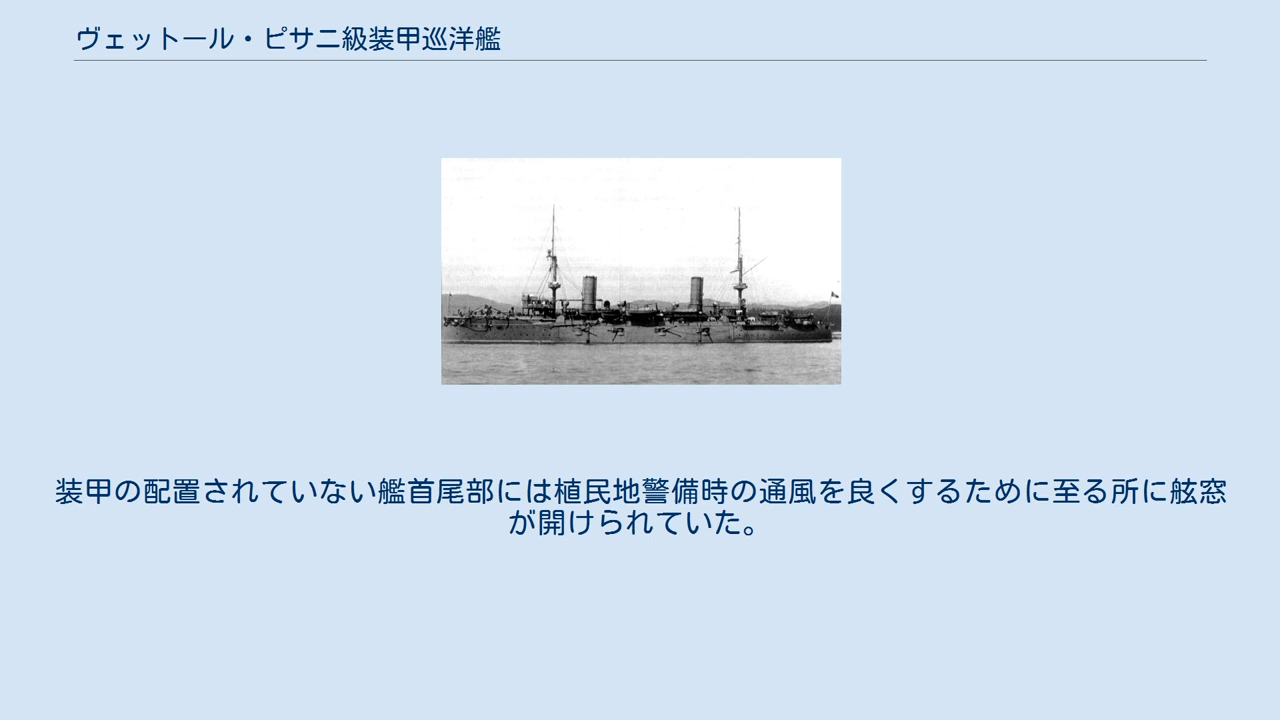 ヴェットール・ピサニ級装甲巡洋艦
装甲の配置されていない艦首尾部には植民地警備時の通風を良くするために至る所に舷窓
が開けられていた。